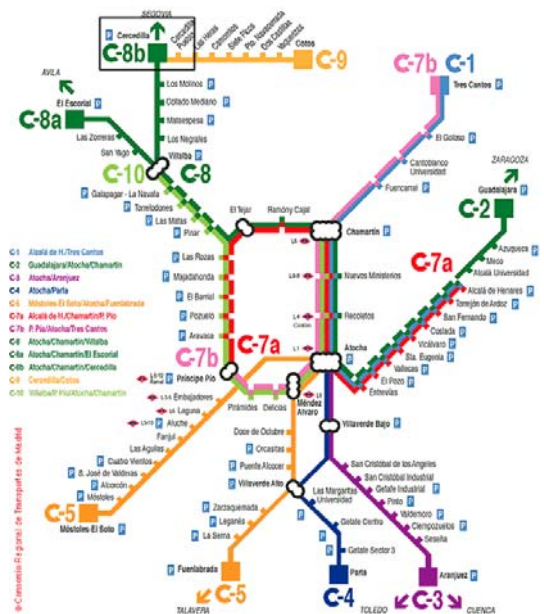 SEGOVIA
Cercedilla
C-8b
Cercedilla Pueblo
Las Heras
Camorritos
Siete Picos
Pto. Navacerrada
Dos Castillas
Vaquerizas
Cotos
C-9
C-7b
C-1
Tres Cantos
AVILA
El Escorial
C-8a
Los Molinos
Collado Mediano
Mataespesa
Los Negrales
Las Zorreras
San Yago
Villalba
C-10
C-8
El Goloso
Cantoblanco Universidad
Fuencarral
ZARAGOZA
Guadalajara
C-2
Galapagar - La Navata
Torrelodones
Las Matas
Pinar
El Tejar
Ramón y Cajal
Chamartín
Las Rozas
Majadahonda
El Barrial
Pozuelo
Aravaca
Nuevos Ministerios
Recoletos
Atocha
C-7a
Azuqueca
Meco
Alcalá Universidad
Alcalá de Henares
Torrejón de Ardoz
San Fernando
Coslada
Vicálvaro
Sta. Eugenia
Vallecas
El Pozo
Entrevías
C-1 Alcalá de H./Tres Cantos
C-2 Guadalajara/Atocha/Chamartín
C-3 Atocha/Aranjuez
C-4 Atocha/Parla
C-5 Móstoles-El Soto/Atocha/Fuenlabrada
C-7a Alcalá de H./Chamartín/P. Pío
C-7b P. Pío/Atocha/Tres Cantos
C-8 Atocha/Chamartín/Villalba
C-8a Atocha/Chamartín/El Escorial
C-8b Atocha/Chamartín/Cercedilla
C-9 Cercedilla/Cotos
C-10 Villalba/P. Pío/Atocha/Chamartín
C-7b
C-7a
Príncipe Pío
Pirámides
Delicias
Méndez Alvaro
Embajadores
Laguna
Aluche
Fanjul
Las Aguilas
Cuatro Vientos
S. José de Valderas
Alcorcón
Móstoles
C-5
Móstoles-El Soto
Doce de Octubre
Orcasitas
Puente Alcocer
Villaverde Alto
Zarzaquemada
Leganés
La Serna
Fuenlabrada
C-5
TALAVERA
Villaverde Bajo
Las Margaritas Universidad
Getafe Centro
Getafe Sector 3
Parla
C-4
San Cristóbal de los Angeles
San Cristóbal Industrial
Getafe Industrial
Pinto
Valdemoro
Ciempozuelos
Seseña
Aranjuez
C-3
TOLEDO
CUENCA
© Consorcio Regional de Transportes de Madrid